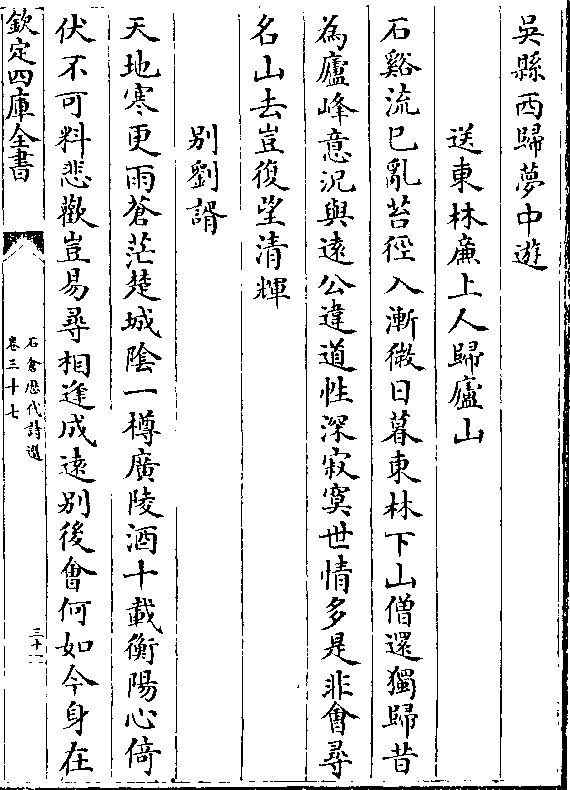 吳縣西歸夢中遊
送東林廉上人歸廬山
石谿流已亂苔徑入漸微日暮東林下山僧還獨歸昔
為廬峰意況與遠公違道性深寂寞世情多是非會尋
名山去豈復望清輝
别劉諝
天地寒更雨蒼茫楚城陰一樽廣陵酒十載衡陽心倚
伏不可料悲歡豈易尋相逢成遠別後會何如今身在
欽定四庫全書
石倉歷代詩選
卷三十七
三十一